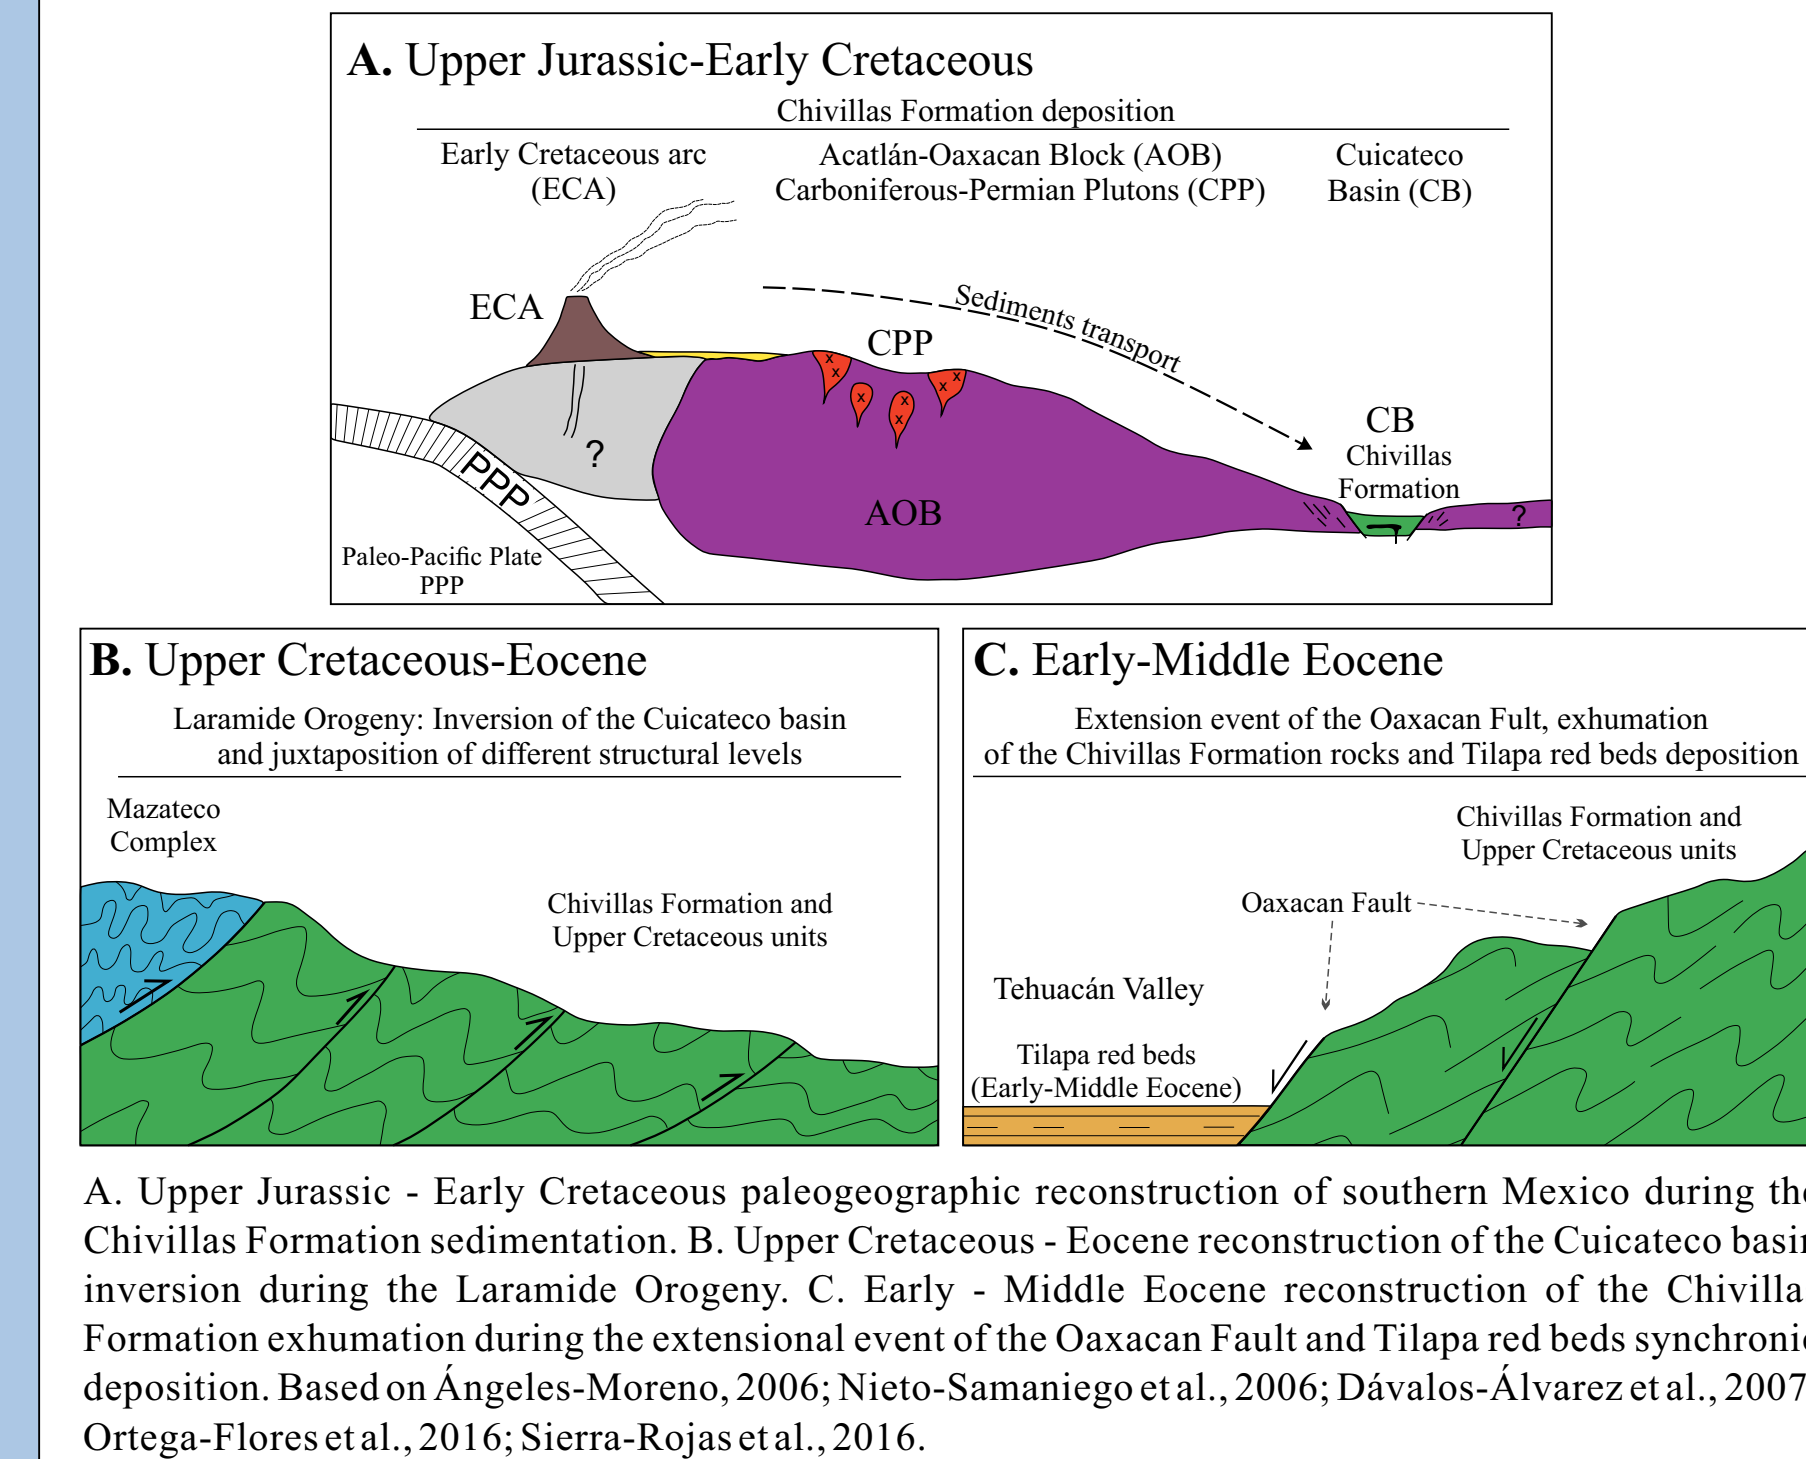 A. Upper Jurassic-Early Cretaceous
Chivillas Formation deposition
Early Cretaceous arc
(ECA)
Acatlán-Oaxacan Block (AOB)
Carboniferous-Permian Plutons (CPP)
Cuicateco
Basin (CB)
ECA
Sediments transport
CPP
x
x
x
x
x
x
x
CB
Chivillas
Formation
?
PPP
AOB
?
Paleo-Pacific Plate
PPP
B. Upper Cretaceous-Eocene
Laramide Orogeny: Inversion of the Cuicateco basin
and juxtaposition of different structural levels
Mazateco
Complex
Chivillas Formation and
Upper Cretaceous units
C. Early-Middle Eocene
Extension event of the Oaxacan Fult, exhumation
of the Chivillas Formation rocks and Tilapa red beds deposition
Chivillas Formation and
Upper Cretaceous units
Oaxacan Fault
Tehuacán Valley
Tilapa red beds
(Early-Middle Eocene)
A. Upper Jurassic - Early Cretaceous paleogeographic reconstruction of southern Mexico during the
Chivillas Formation sedimentation. B. Upper Cretaceous - Eocene reconstruction of the Cuicateco basin
inversion during the Laramide Orogeny. C. Early - Middle Eocene reconstruction of the Chivilla
Formation exhumation during the extensional event of the Oaxacan Fault and Tilapa red beds synchronic
deposition. Based on Ángeles-Moreno, 2006; Nieto-Samaniego et al., 2006; Dávalos-Álvarez et al., 2007
Ortega-Flores et al., 2016; Sierra-Rojas et al., 2016.